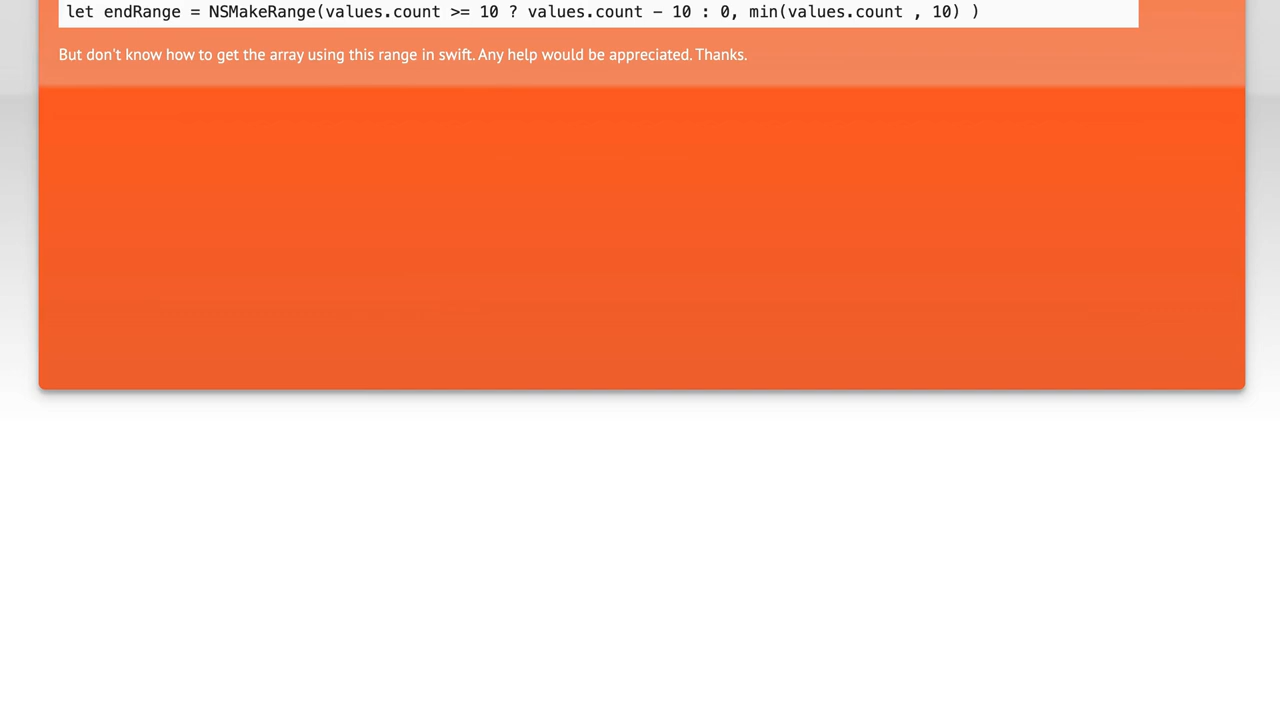 let endRange = NSMakeRange(values.count >= 10 ? values.count - 10 : 0, min(values.count , 10) )
But don't know how to get the array using this range in swift. Any help would be appreciated. Thanks.